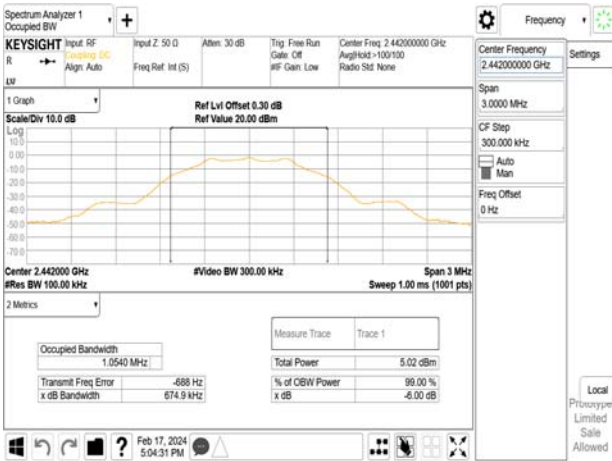 Spectrum Analyzer 1
Occupied BW
+
Frequency
KEYSIGHT
R
Input: RF
Coupling: DC
Align: Auto
Input Z: 50 Ω
Freq Ref: Int (S)
Atten: 30 dB
Trig: Free Run
Gate: Off
#IF Gain: Low
Center Freq: 2.442000000 GHz
Avg|Hold:>100/100
Radio Std: None
Center Frequency
2.442000000 GHz
Settings
Span
3.0000 MHz
CF Step
300.000 kHz
Auto
Man
Freq Offset
0 Hz
1 Graph
Scale/Div 10.0 dB
Ref Lvl Offset 0.30 dB
Ref Value 20.00 dBm
Log
10.0
0.00
-10.0
-20.0
-30.0
-40.0
-50.0
-60.0
-70.0
Center 2.442000 GHz
#Video BW 300.00 kHz
Span 3 MHz
#Res BW 100.00 kHz
Sweep 1.00 ms (1001 pts)
2 Metrics
Measure Trace
Trace 1
Occupied Bandwidth
1.0540 MHz
Total Power
5.02 dBm
Transmit Freq Error
-688 Hz
% of OBW Power
99.00 %
x dB Bandwidth
674.9 kHz
x dB
-6.00 dB
Local
Prototype
Limited
Sale
Allowed
?
Feb 17, 2024
5:04:31 PM